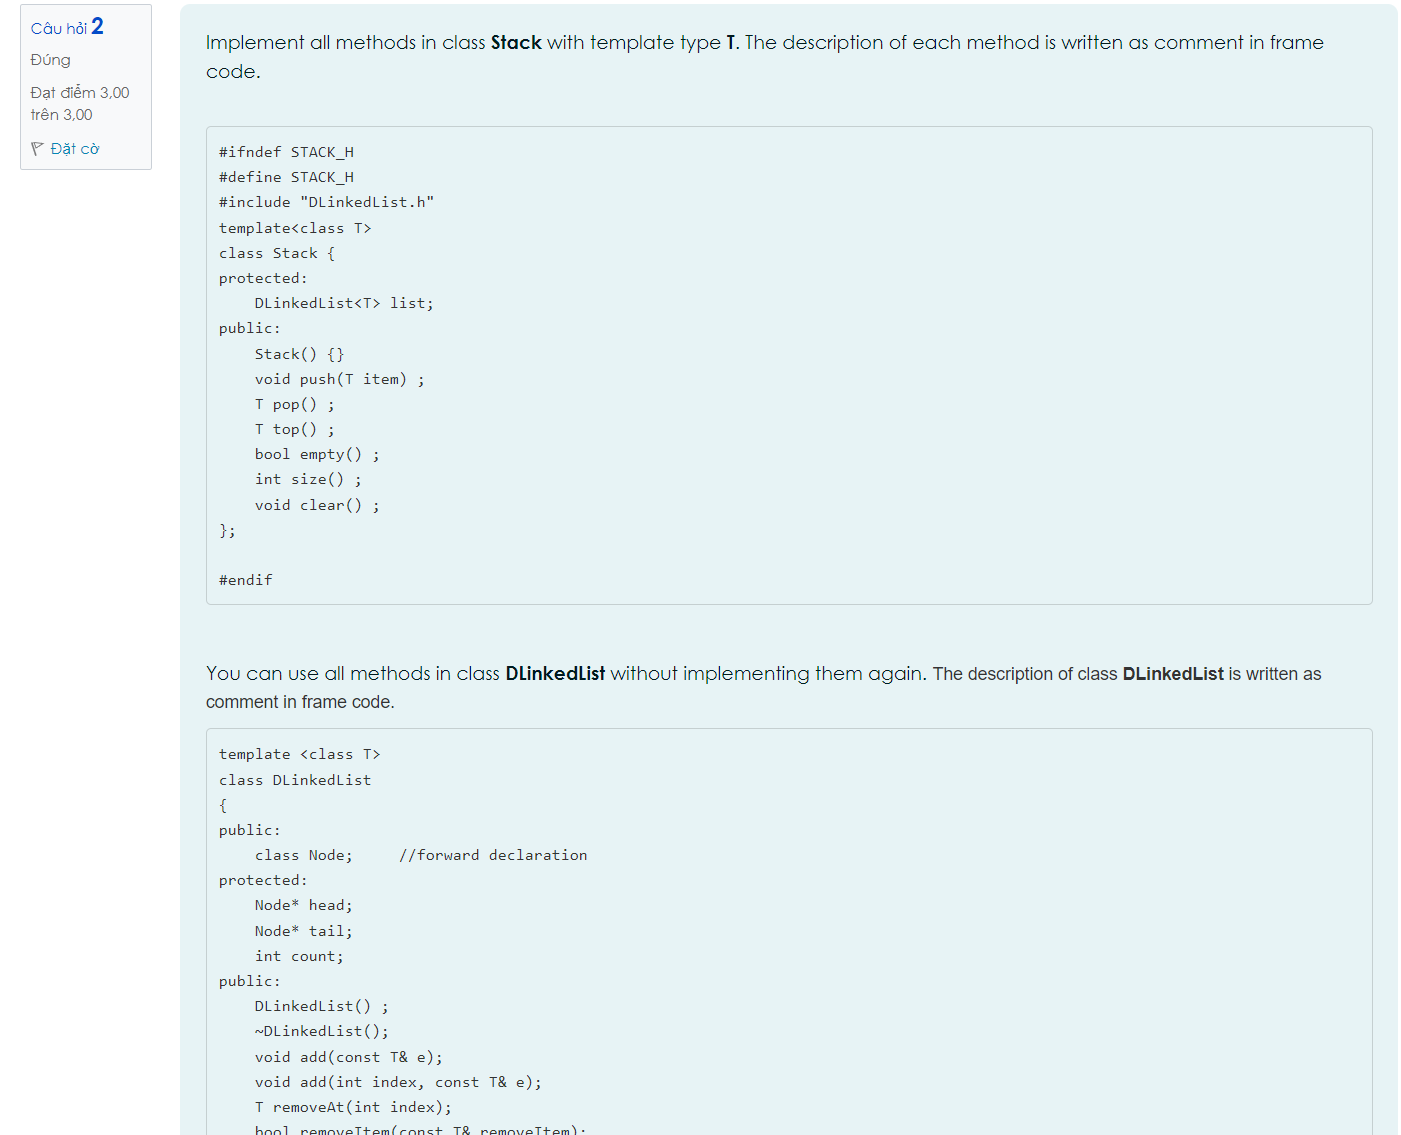 Câu hỏi 2
Đúng
Đạt điểm 3,00
trên 3,00
Đặt cờ
Implement all methods in class Stack with template type T. The description of each method is written as comment in frame
code.
#ifndef STACK_H
#define STACK_H
#include "DLinkedList.h"
template<class T>
class Stack {
protected:
    DLinkedList<T> list;
public:
    Stack() {}
    void push(T item) ;
    T pop() ;
    T top() ;
    bool empty() ;
    int size() ;
    void clear() ;
};
#endif
You can use all methods in class DLinkedList without implementing them again. The description of class DLinkedList is written as
comment in frame code.
template <class T>
class DLinkedList
{
public:
    class Node;     //forward declaration
protected:
    Node* head;
    Node* tail;
    int count;
public:
    DLinkedList() ;
    ~DLinkedList();
    void add(const T& e);
    void add(int index, const T& e);
    T removeAt(int index);
    bool removeItem(const T& removeItem);